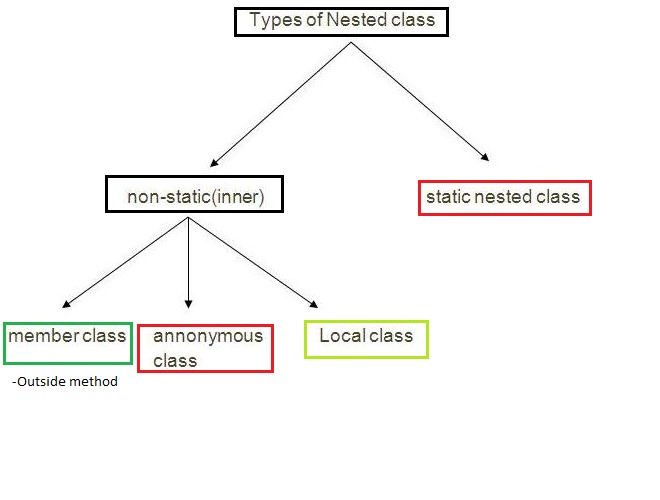 Types of Nested class
non-static(inner)
static nested class
member class
annonymous
class
Local class
-Outside method